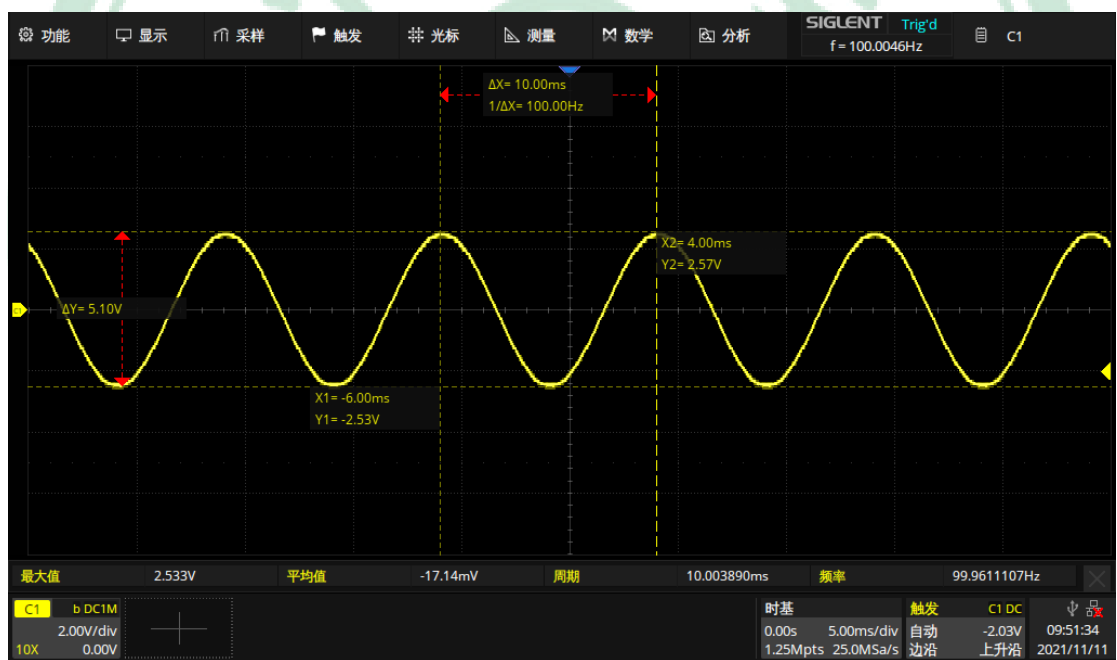 功能 显示 采样 触发 光标 测量 数学 分析 SIGLENT Trig'd C1
f = 100.0046Hz
ΔX= 10.00ms
1/ΔX= 100.00Hz
X2= 4.00ms
Y2= 2.57V
C1
ΔY= 5.10V
X1= -6.00ms
Y1= -2.53V
最大值 2.533V 平均值 -17.14mV 周期 10.003890ms 频率 99.9611107Hz
C1 b DC1M
2.00V/div
10X 0.00V
时基
0.00s 5.00ms/div
1.25Mpts 25.0MSa/s
触发 C1 DC
自动 -2.03V
边沿 上升沿
09:51:34
2021/11/11